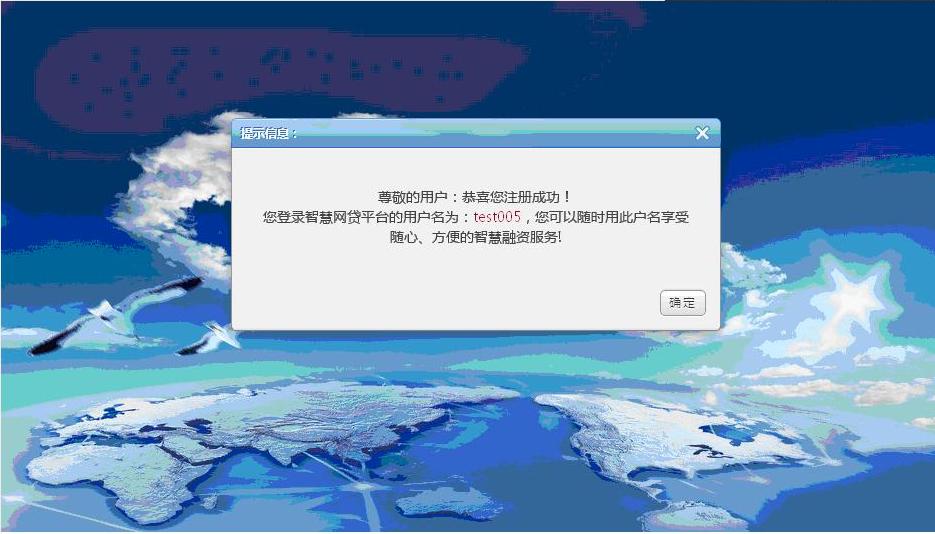 提示信息：
尊敬的用户：恭喜您注册成功！
您登录智慧网贷平台的用户名为：test005，您可以随时用此户名享受
随心、方便的智慧融资服务!
确定